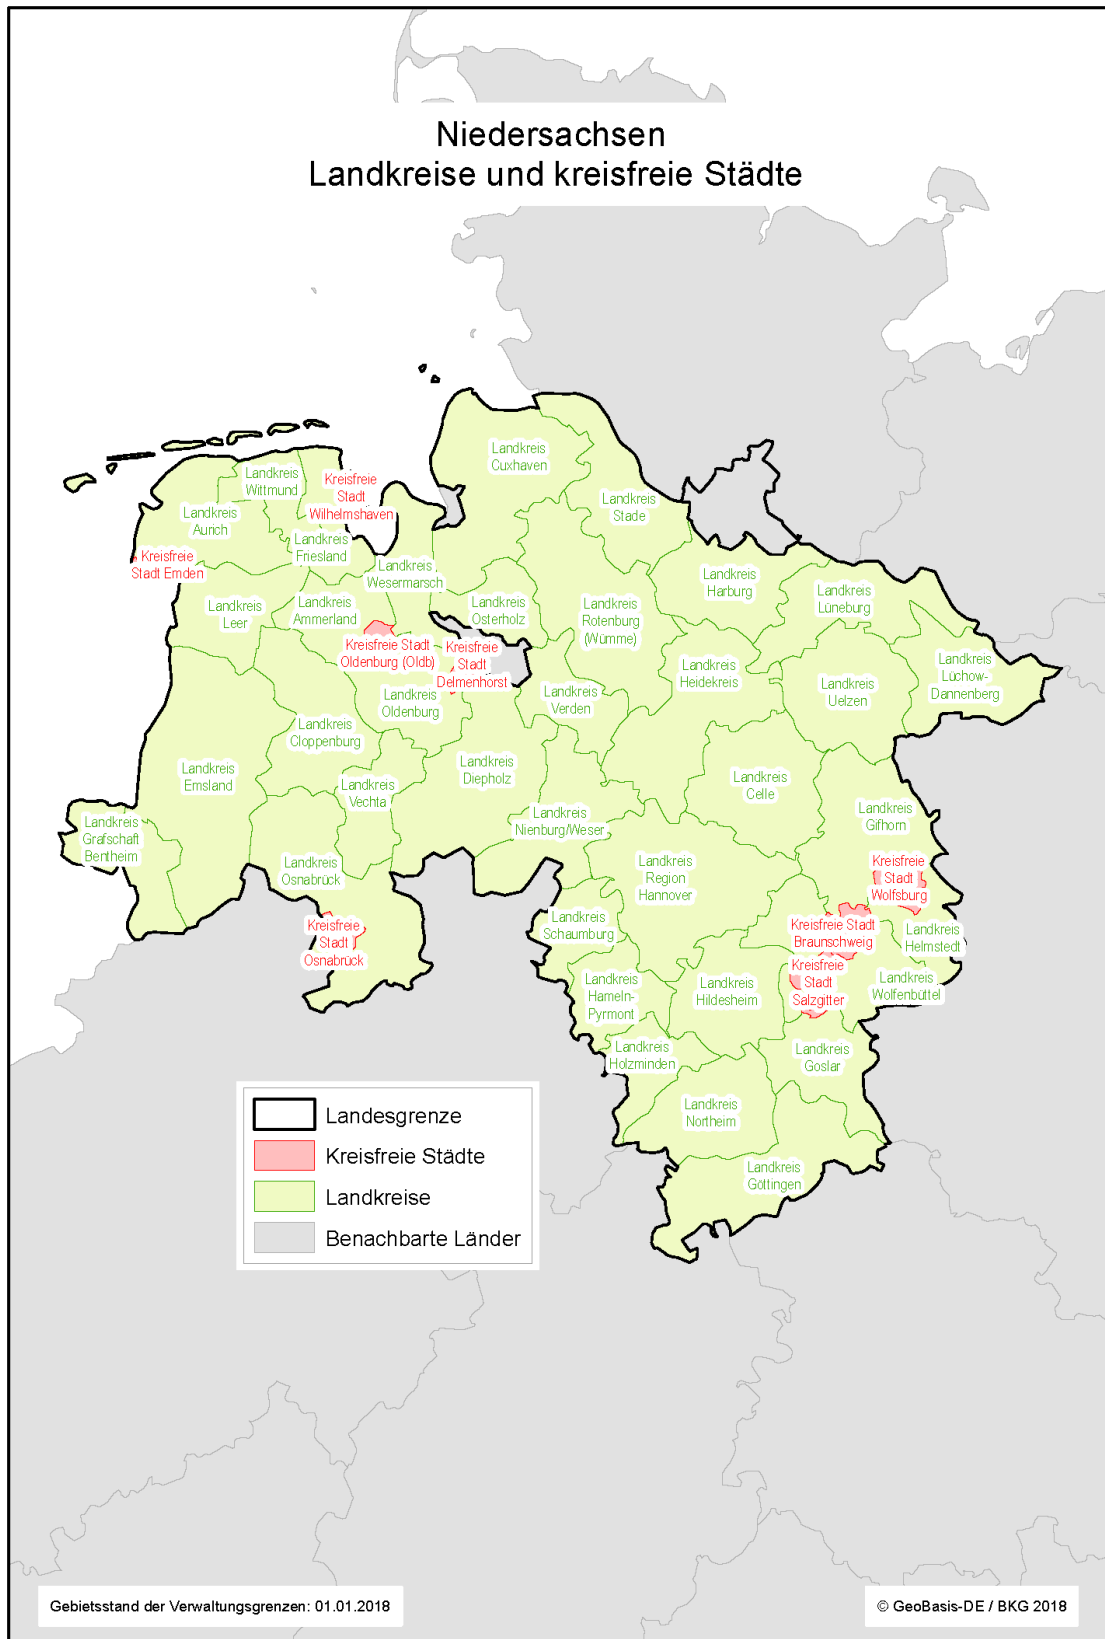 Niedersachsen
Landkreise und kreisfreie Städte
Landkreis
Cuxhaven
Landkreis
Wittmund
Kreisfreie
Stadt
Wilhelmshaven
Landkreis
Stade
Landkreis
Aurich
Landkreis
Friesland
Kreisfreie
Stadt Emden
Landkreis
Wesermarsch
Landkreis
Harburg
Landkreis
Lüneburg
Landkreis
Leer
Landkreis
Ammerland
Landkreis
Osterholz
Landkreis
Rotenburg
(Wümme)
Kreisfreie Stadt
Oldenburg (Oldb)
Kreisfreie
Stadt
Delmenhorst
Landkreis
Heidekreis
Landkreis
Uelzen
Landkreis
Lüchow-
Dannenberg
Landkreis
Oldenburg
Landkreis
Verden
Landkreis
Cloppenburg
Landkreis
Emsland
Landkreis
Vechta
Landkreis
Diepholz
Landkreis
Celle
Landkreis
Nienburg/Weser
Landkreis
Gifhorn
Landkreis
Grafschaft
Bentheim
Landkreis
Osnabrück
Landkreis
Region
Hannover
Kreisfreie
Stadt
Wolfsburg
Kreisfreie
Stadt
Osnabrück
Landkreis
Schaumburg
Kreisfreie Stadt
Braunschweig
Landkreis
Helmstedt
Landkreis
Hameln-
Pyrmont
Landkreis
Hildesheim
Kreisfreie
Stadt
Salzgitter
Landkreis
Wolfenbüttel
Landkreis
Holzminden
Landkreis
Goslar
Landkreis
Northeim
Landkreis
Göttingen
Landesgrenze
Kreisfreie Städte
Landkreise
Benachbarte Länder
Gebietsstand der Verwaltungsgrenzen: 01.01.2018
© GeoBasis-DE / BKG 2018